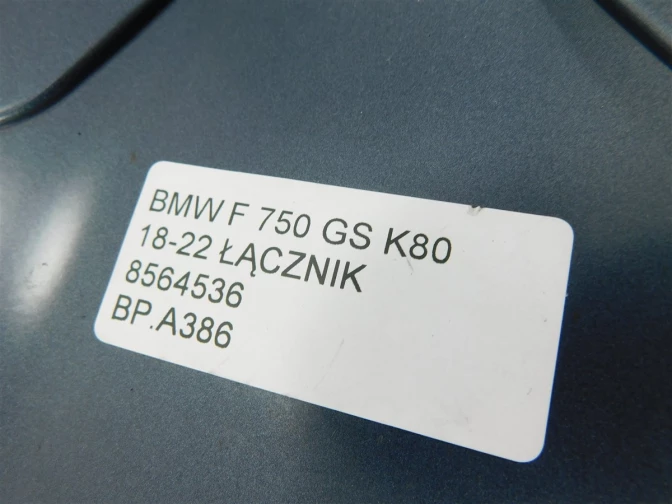 BMW F 750 GS K80
18-22 ŁĄCZNIK
8564536
BP.A386